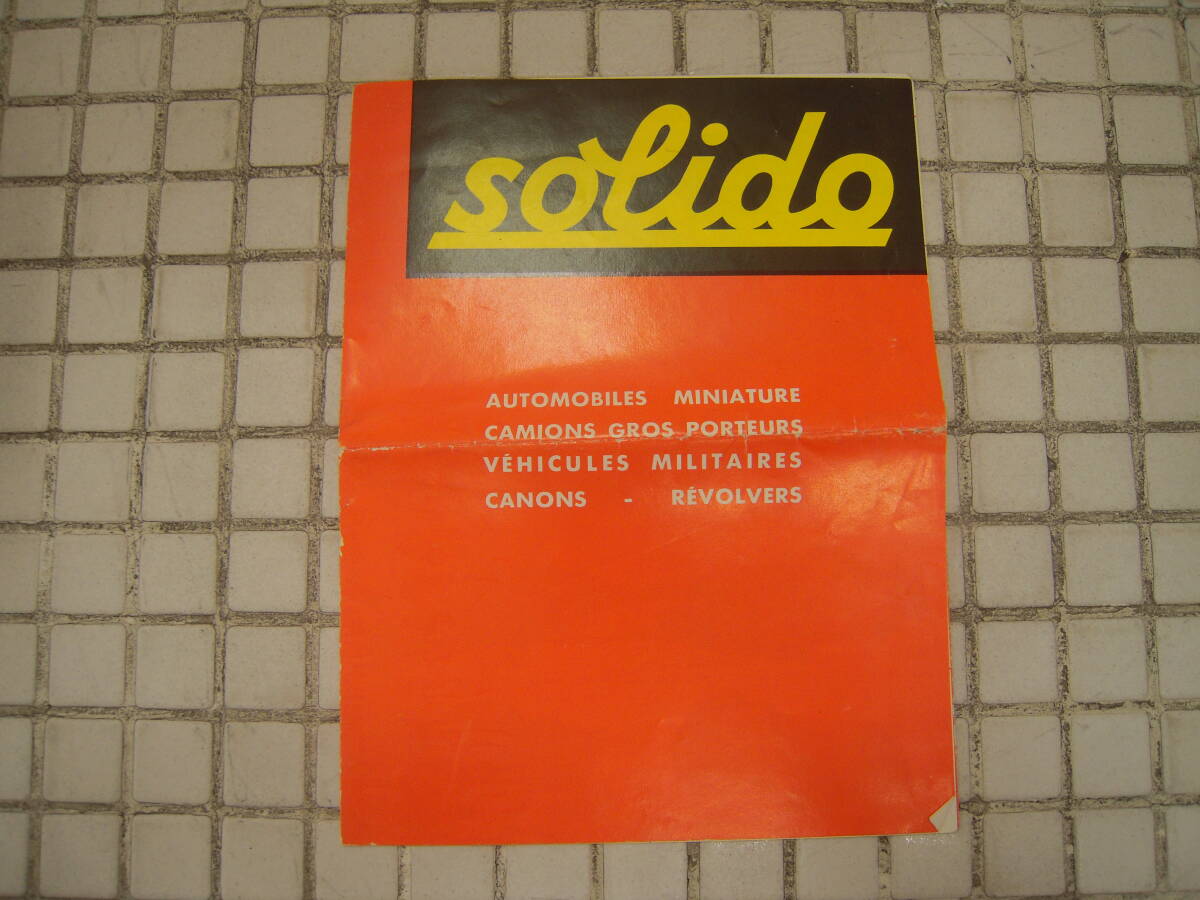 solido
AUTOMOBILES MINIATURE
CAMIONS GROS PORTEURS
VÉHICULES MILITAIRES
CANONS - RÉVOLVERS